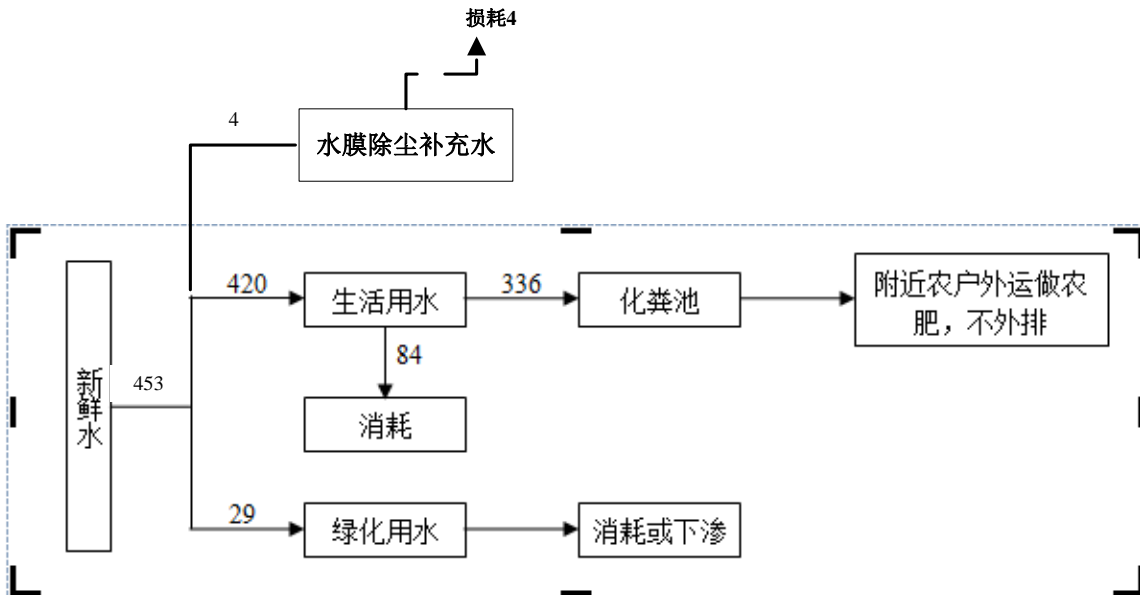 损耗4
4
水膜除尘补充水
420
生活用水
336
化粪池
附近农户外运做农
肥，不外排
84
新鲜水
453
消耗
29
绿化用水
消耗或下渗